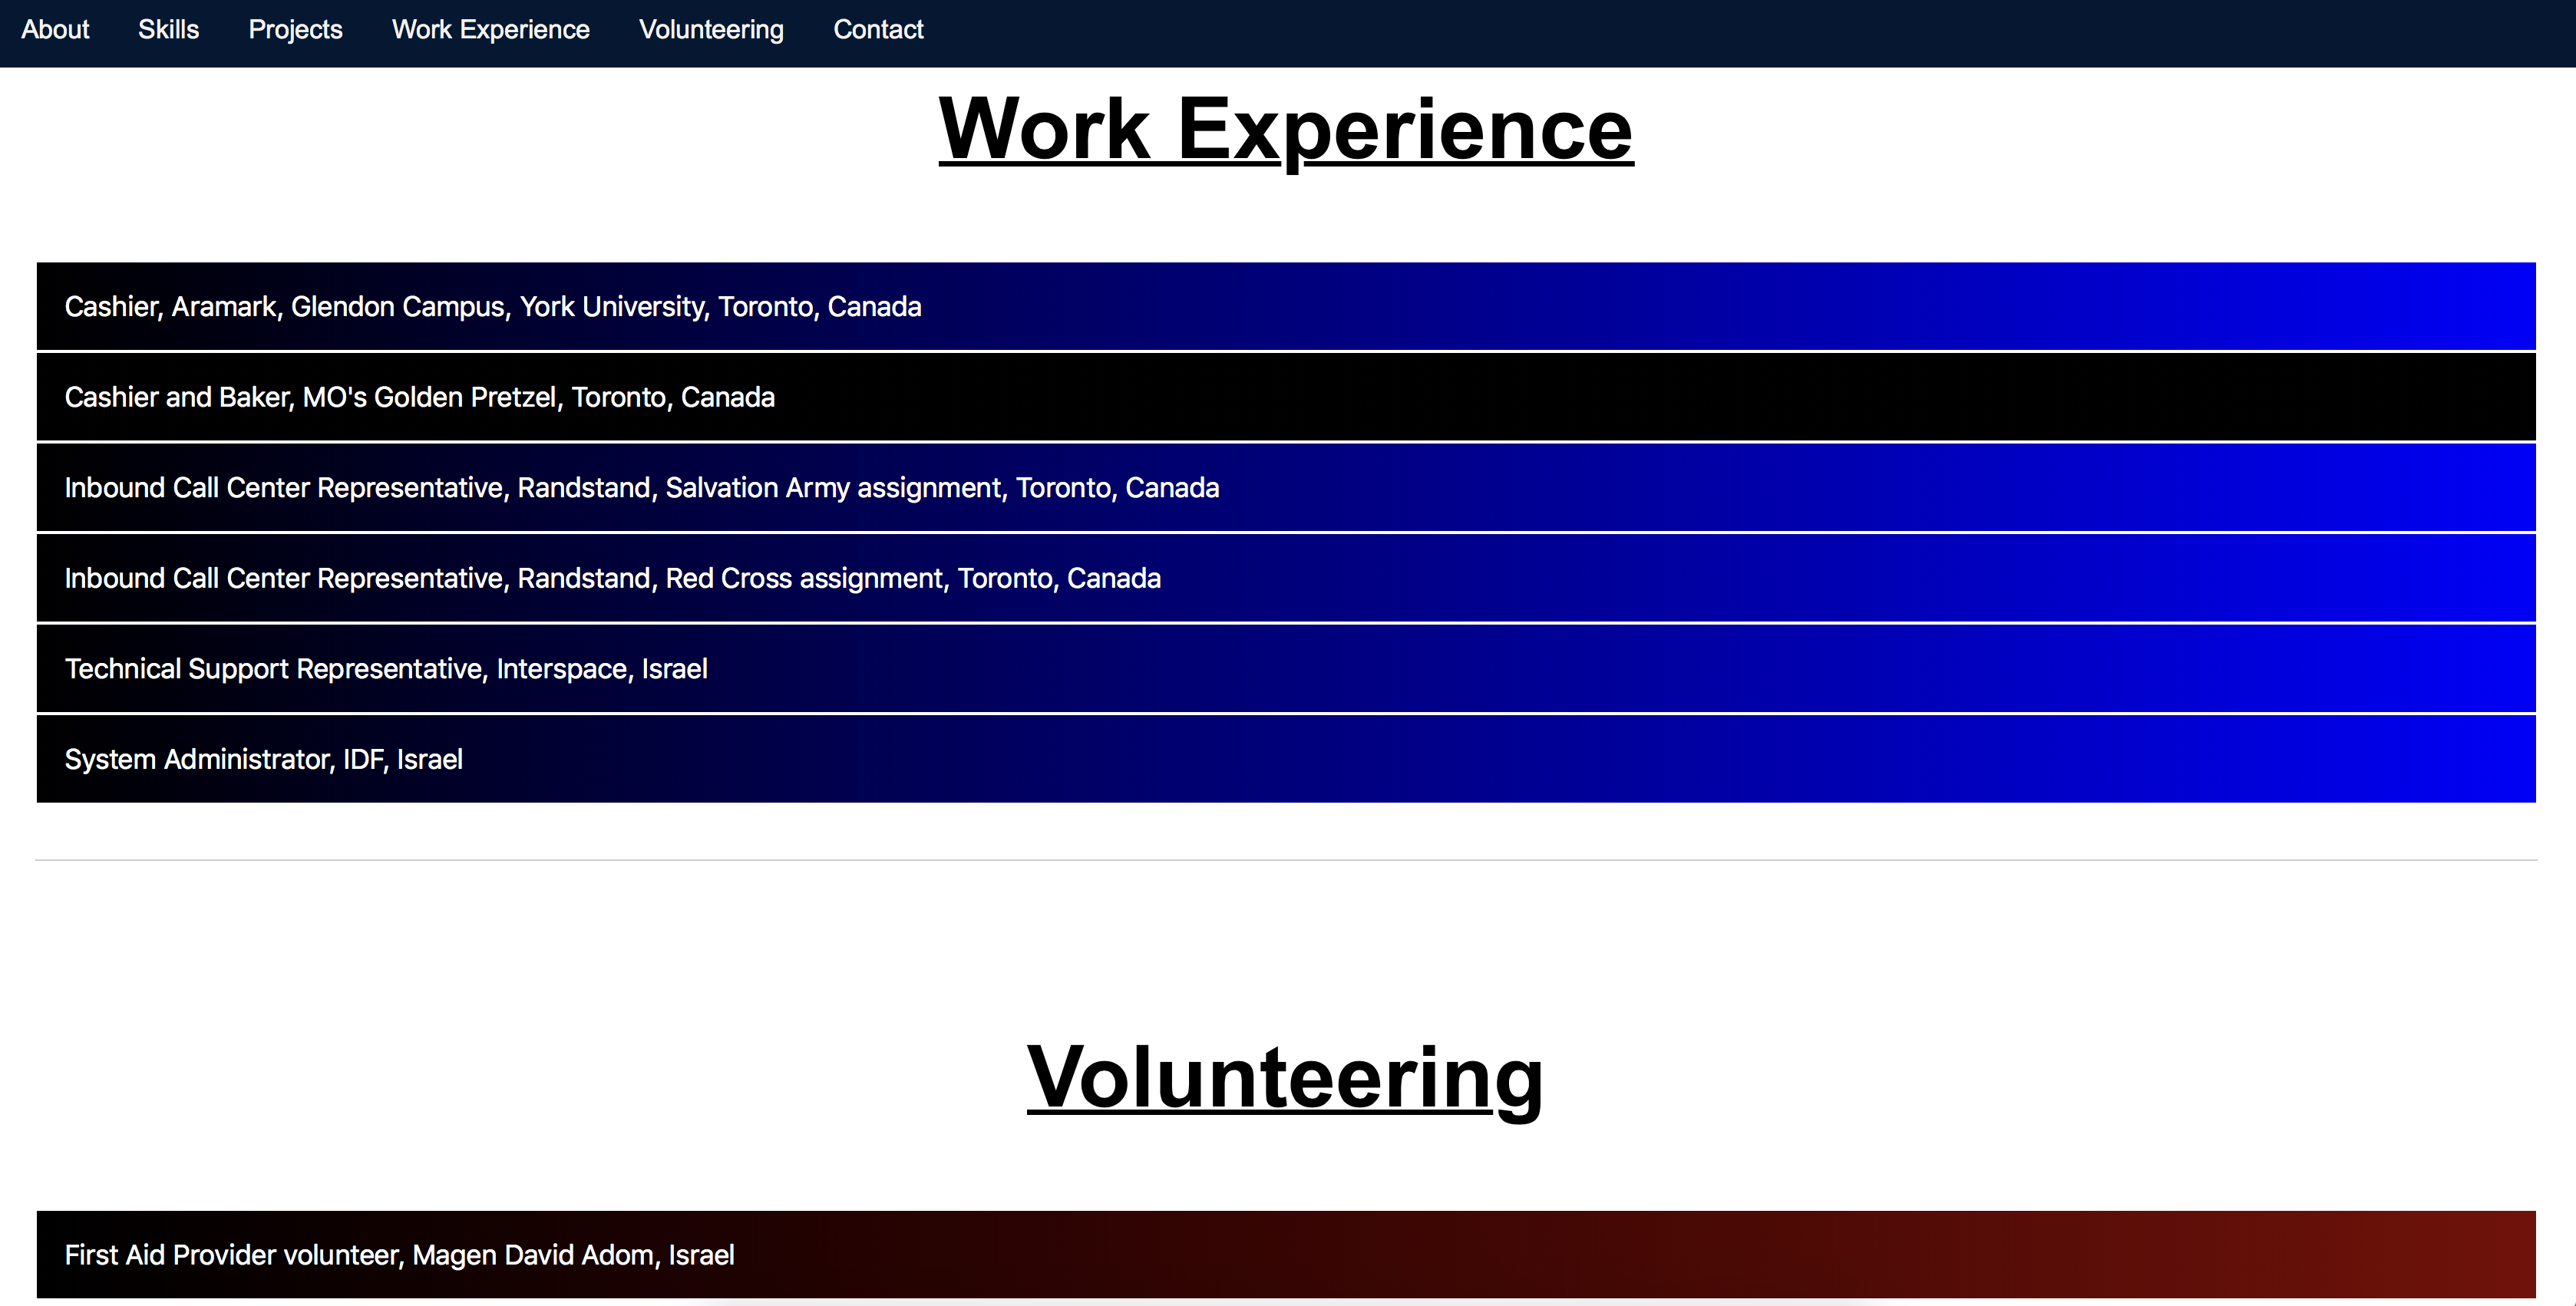 About Skills Projects Work Experience Volunteering Contact
Work Experience
Cashier, Aramark, Glendon Campus, York University, Toronto, Canada
Cashier and Baker, MO's Golden Pretzel, Toronto, Canada
Inbound Call Center Representative, Randstand, Salvation Army assignment, Toronto, Canada
Inbound Call Center Representative, Randstand, Red Cross assignment, Toronto, Canada
Technical Support Representative, Interspace, Israel
System Administrator, IDF, Israel
Volunteering
First Aid Provider volunteer, Magen David Adom, Israel